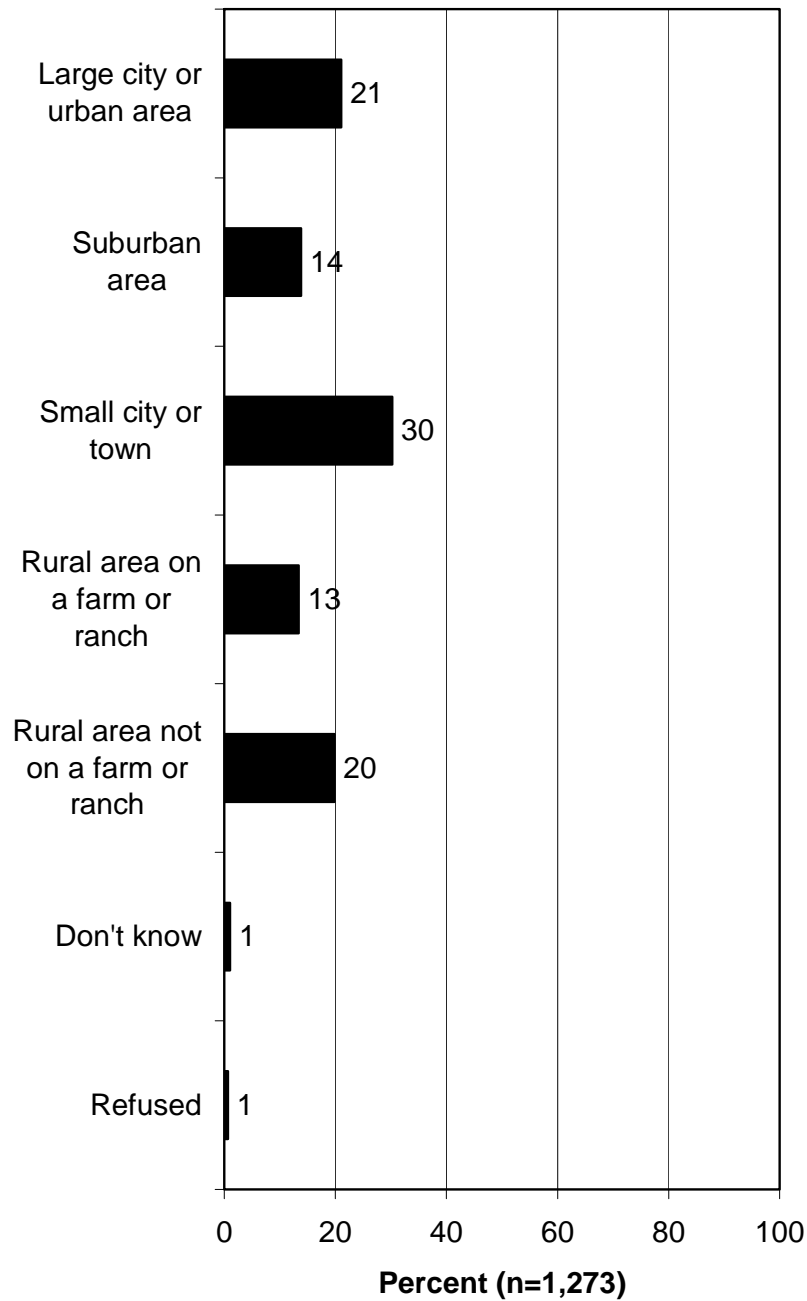 Large city or
urban area
21
Suburban
area
14
Small city or
town
30
Rural area on
a farm or
ranch
13
Rural area not
on a farm or
ranch
20
Don't know
1
Refused
1
0 20 40 60 80 100
Percent (n=1,273)